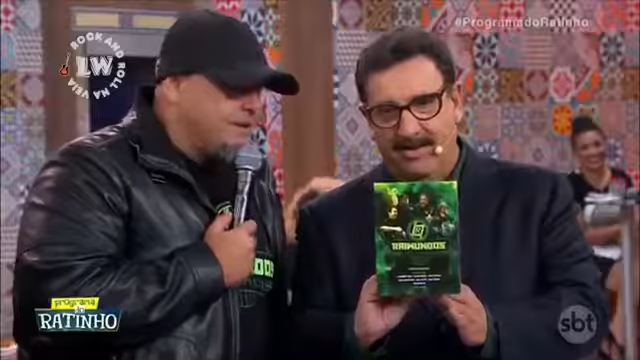 #ProgramadoRatinho
ROCK AND ROLL NA VEIA
LW
RAIMUNDOS
programa
do
RATINHO
sbt